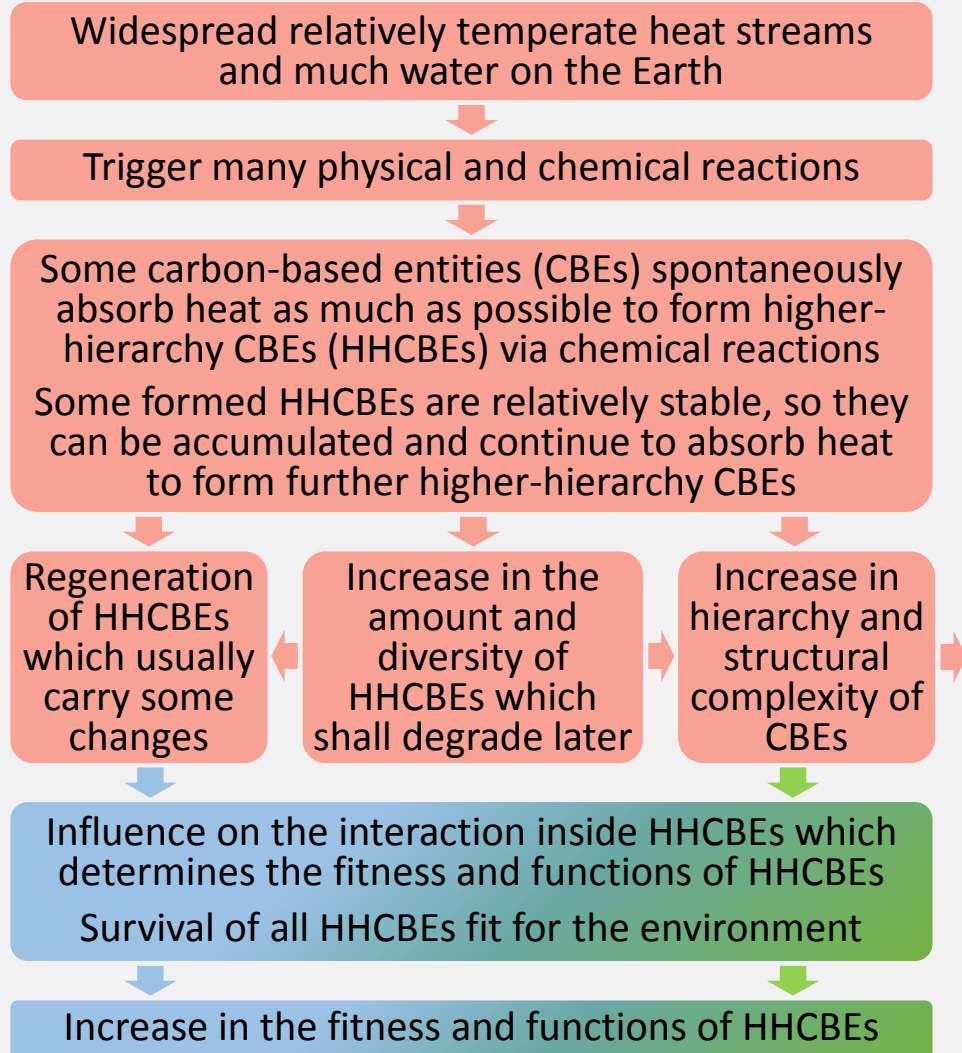 Widespread relatively temperate heat streams
and much water on the Earth
Trigger many physical and chemical reactions
Some carbon-based entities (CBEs) spontaneously
absorb heat as much as possible to form higher-
hierarchy CBEs (HHCBEs) via chemical reactions
Some formed HHCBEs are relatively stable, so they
can be accumulated and continue to absorb heat
to form further higher-hierarchy CBEs
Regeneration
of HHCBEs
which usually
carry some
changes
Increase in the
amount and
diversity of
HHCBEs which
shall degrade later
Increase in
hierarchy and
structural
complexity of
CBEs
Influence on the interaction inside HHCBEs which
determines the fitness and functions of HHCBEs
Survival of all HHCBEs fit for the environment
Increase in the fitness and functions of HHCBEs